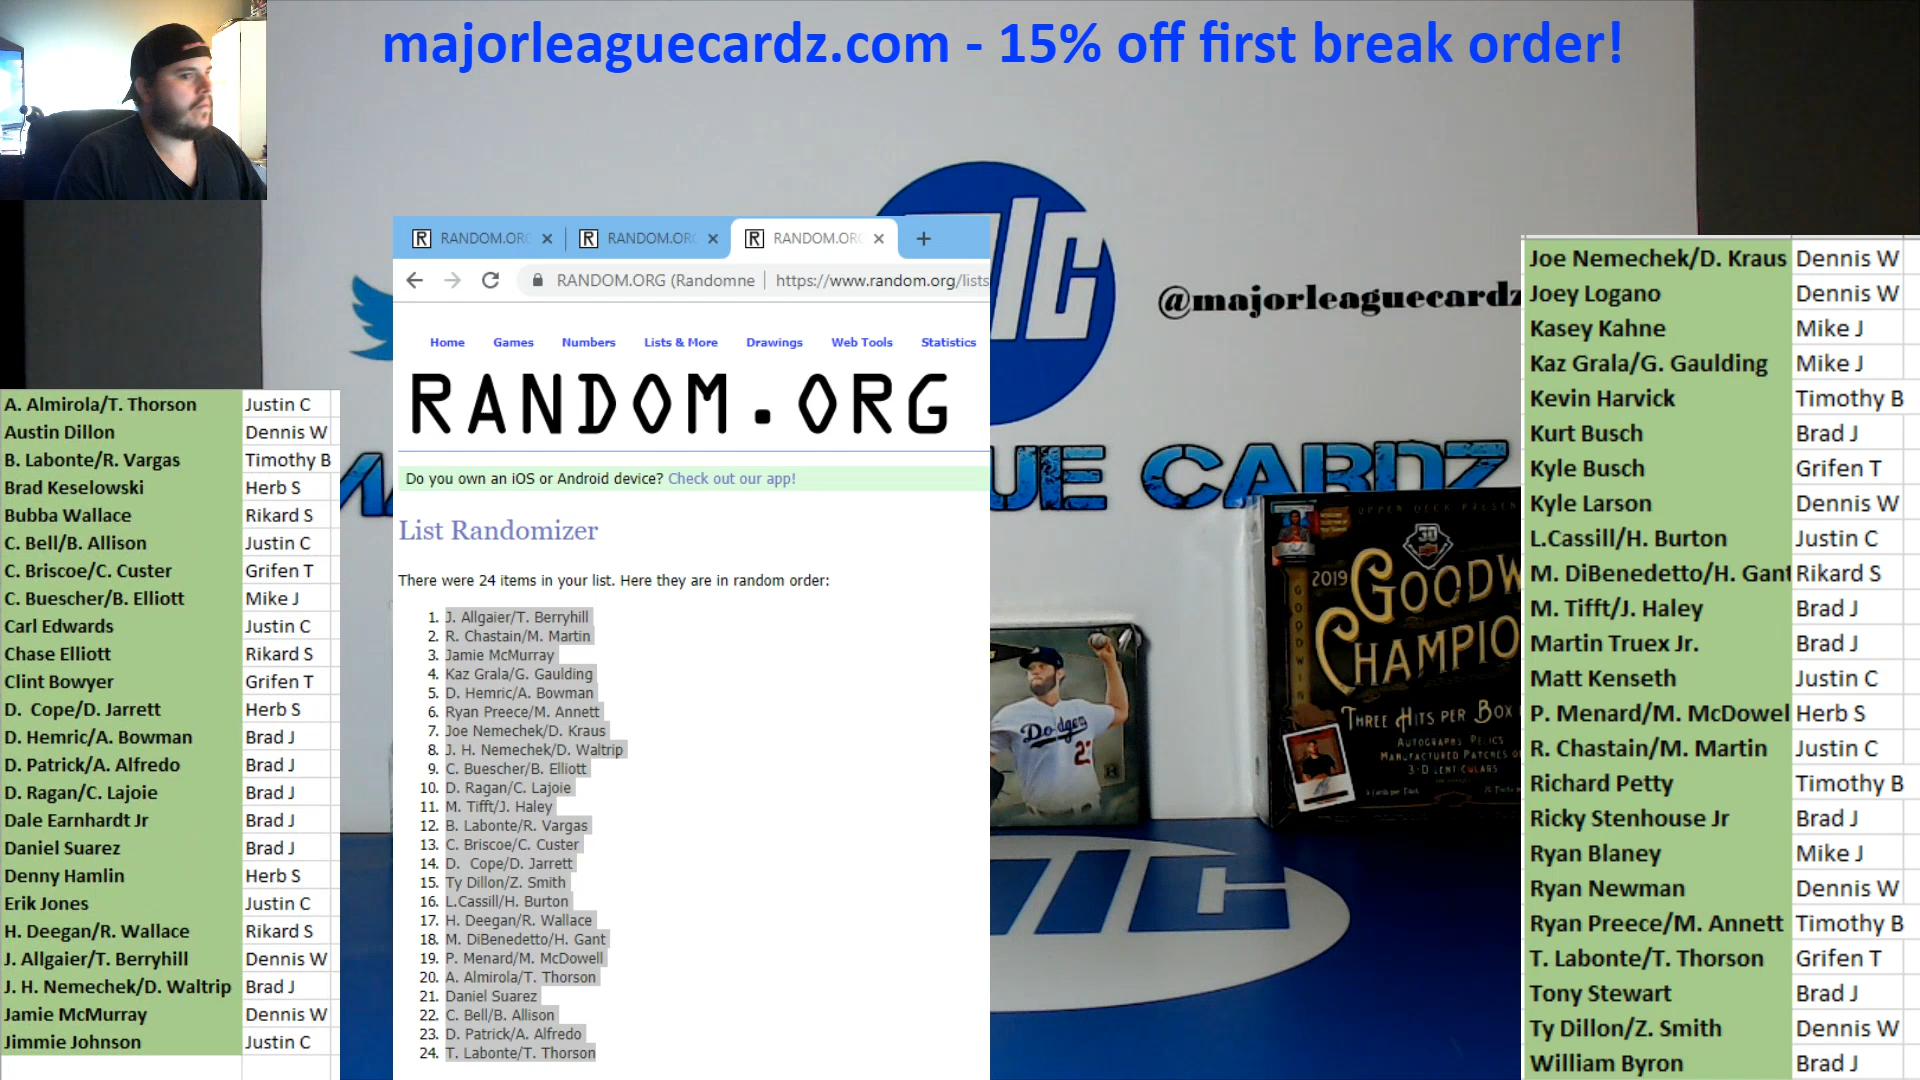 majorleaguecardz.com - 15% off first break order!
RANDOM.ORG
RANDOM.ORG
RANDOM.ORG
RANDOM.ORG (Randomne
https://www.random.org/lists
Home Games Numbers Lists & More Drawings Web Tools Statistics
RANDOM.ORG
Do you own an iOS or Android device? Check out our app!
List Randomizer
There were 24 items in your list. Here they are in random order:
1. J. Allgaier/T. Berryhill
2. R. Chastain/M. Martin
3. Jamie McMurray
4. Kaz Grala/G. Gaulding
5. D. Hemric/A. Bowman
6. Ryan Preece/M. Annett
7. Joe Nemechek/D. Kraus
8. J. H. Nemechek/D. Waltrip
9. C. Buescher/B. Elliott
10. D. Ragan/C. Lajoie
11. M. Tifft/J. Haley
12. B. Labonte/R. Vargas
13. C. Briscoe/C. Custer
14. D. Cope/D. Jarrett
15. Ty Dillon/Z. Smith
16. L.Cassill/H. Burton
17. H. Deegan/R. Wallace
18. M. DiBenedetto/H. Gant
19. P. Menard/M. McDowell
20. A. Almirola/T. Thorson
21. Daniel Suarez
22. C. Bell/B. Allison
23. D. Patrick/A. Alfredo
24. T. Labonte/T. Thorson
A. Almirola/T. Thorson Justin C
Austin Dillon Dennis W
B. Labonte/R. Vargas Timothy B
Brad Keselowski Herb S
Bubba Wallace Rikard S
C. Bell/B. Allison Justin C
C. Briscoe/C. Custer Grifen T
C. Buescher/B. Elliott Mike J
Carl Edwards Justin C
Chase Elliott Rikard S
Clint Bowyer Grifen T
D. Cope/D. Jarrett Herb S
D. Hemric/A. Bowman Brad J
D. Patrick/A. Alfredo Brad J
D. Ragan/C. Lajoie Brad J
Dale Earnhardt Jr Brad J
Daniel Suarez Brad J
Denny Hamlin Herb S
Erik Jones Justin C
H. Deegan/R. Wallace Rikard S
J. Allgaier/T. Berryhill Dennis W
J. H. Nemechek/D. Waltrip Brad J
Jamie McMurray Dennis W
Jimmie Johnson Justin C
@majorleaguecardz
UE CARDZ
UPPER DECK PRESEN
30
2019 GOODW
CHAMPIO
THREE HITS PER BOX
AUTOGRAPHS, RELICS
MANUFACTURED PATCHES O
3-D LENTICULARS
GOODWIN
Dodgers
Joe Nemechek/D. Kraus Dennis W
Joey Logano Dennis W
Kasey Kahne Mike J
Kaz Grala/G. Gaulding Mike J
Kevin Harvick Timothy B
Kurt Busch Brad J
Kyle Busch Grifen T
Kyle Larson Dennis W
L.Cassill/H. Burton Justin C
M. DiBenedetto/H. Gant Rikard S
M. Tifft/J. Haley Brad J
Martin Truex Jr. Brad J
Matt Kenseth Justin C
P. Menard/M. McDowel Herb S
R. Chastain/M. Martin Justin C
Richard Petty Timothy B
Ricky Stenhouse Jr Brad J
Ryan Blaney Mike J
Ryan Newman Dennis W
Ryan Preece/M. Annett Timothy B
T. Labonte/T. Thorson Grifen T
Tony Stewart Brad J
Ty Dillon/Z. Smith Dennis W
William Byron Brad J